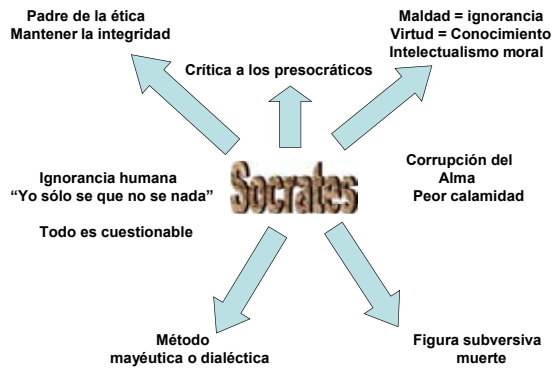 Padre de la ética
Mantener la integridad
Maldad = ignorancia
Virtud = Conocimiento
Intelectualismo moral
Crítica a los presocráticos
Ignorancia humana
“Yo sólo se que no se nada”
Todo es cuestionable
Socrates
Corrupción del
Alma
Peor calamidad
Método
mayéutica o dialéctica
Figura subversiva
muerte